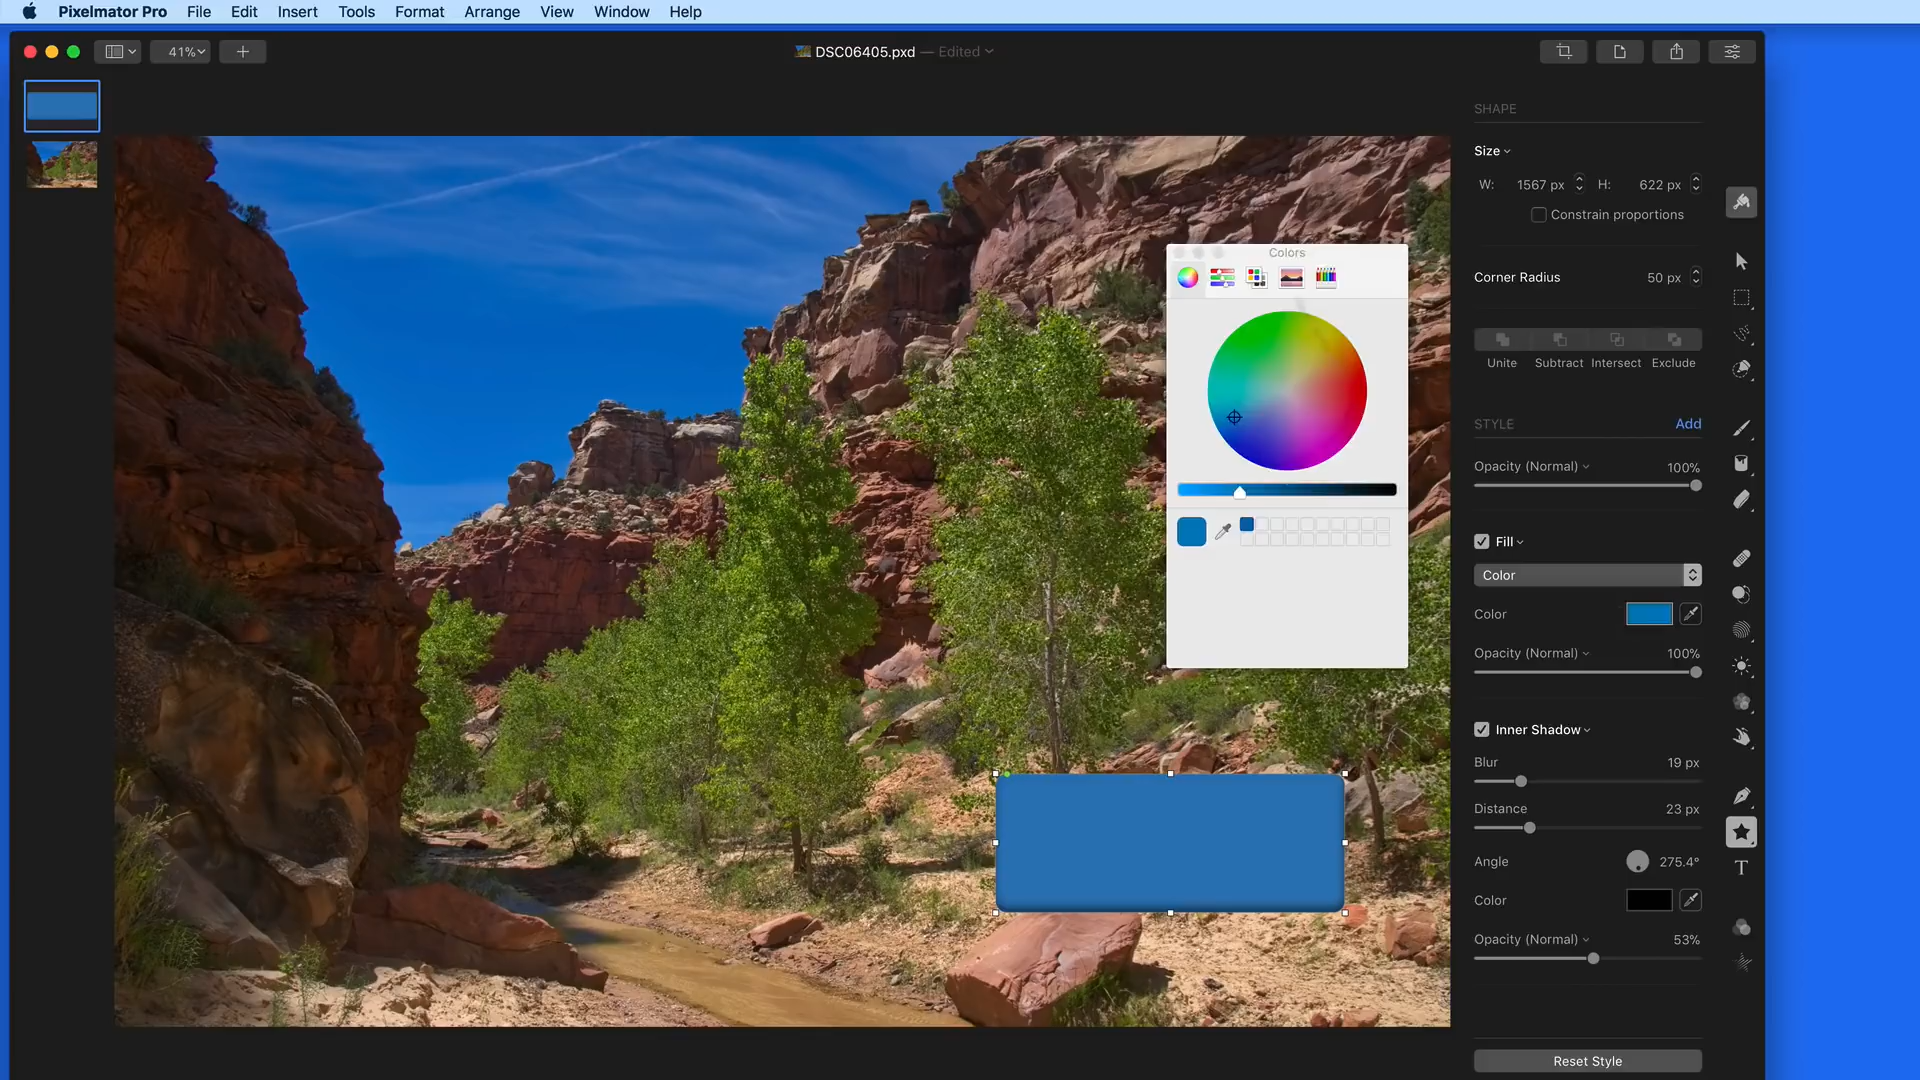 Pixelmator Pro File Edit Insert Tools Format Arrange View Window Help
41% DSC06405.pxd — Edited
SHAPE
Size
W: 1567 px H: 622 px
Constrain proportions
Colors
Corner Radius 50 px
Unite Subtract Intersect Exclude
STYLE Add
Opacity (Normal) 100%
Fill
Color
Color
Opacity (Normal) 100%
Inner Shadow
Blur 19 px
Distance 23 px
Angle 275.4°
Color
Opacity (Normal) 53%
Reset Style